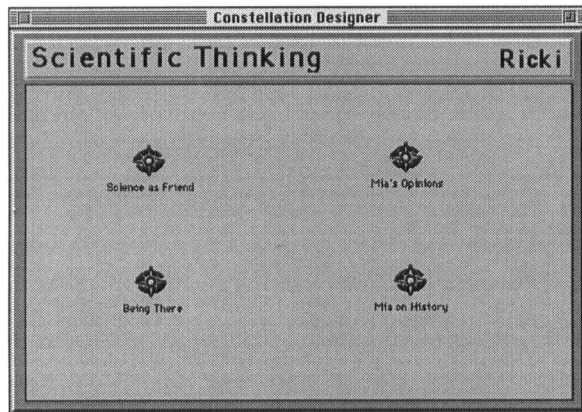 Constellation Designer
Scientific Thinking Ricki
Science as Friend Mia's Opinions
Being There Mia on History